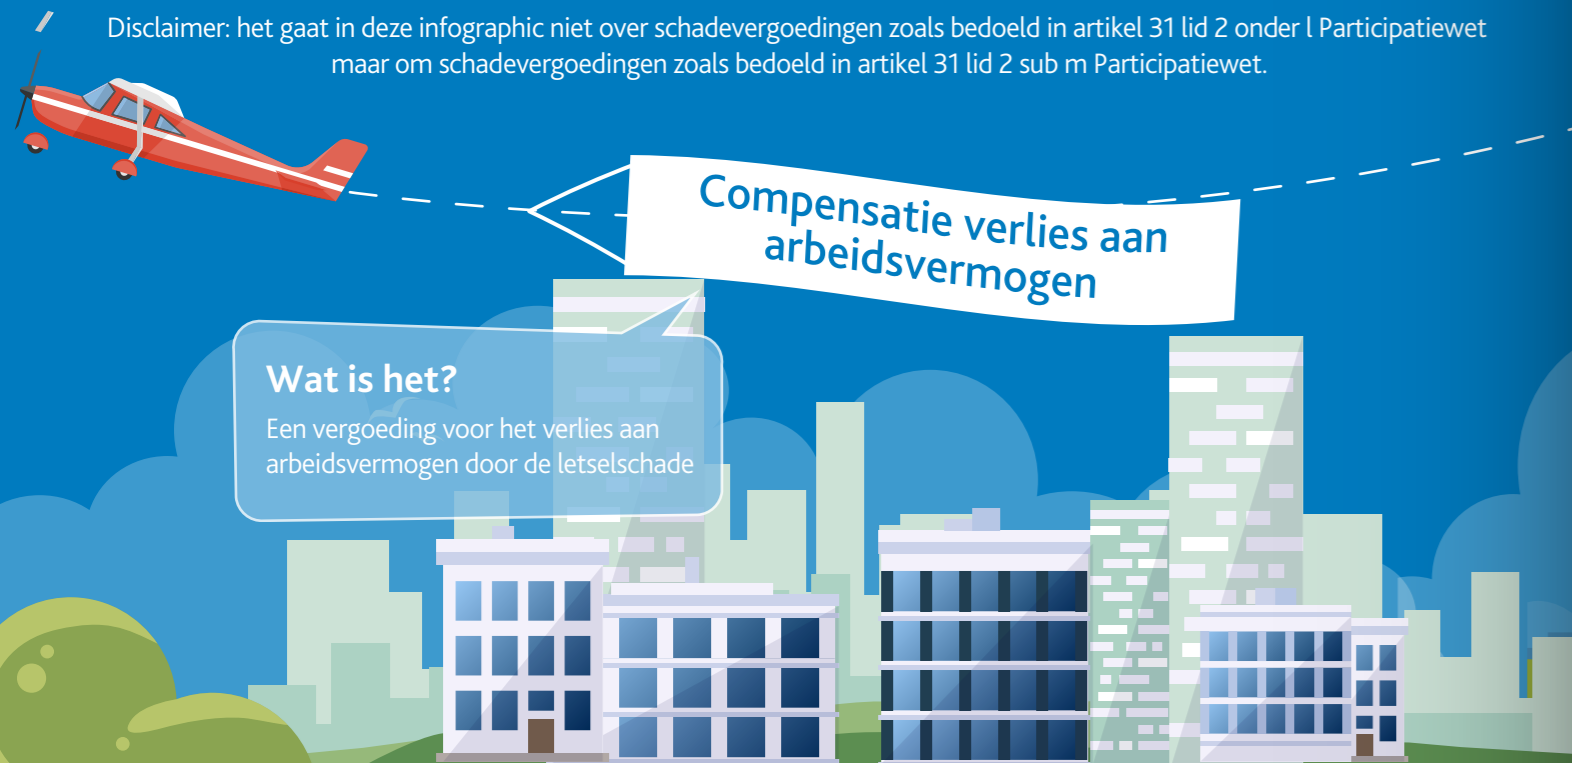 Disclaimer: het gaat in deze infographic niet over schadevergoedingen zoals bedoeld in artikel 31 lid 2 onder l Participatiewet
maar om schadevergoedingen zoals bedoeld in artikel 31 lid 2 sub m Participatiewet.
Compensatie verlies aan
arbeidsvermogen
Wat is het?
Een vergoeding voor het verlies aan
arbeidsvermogen door de letselschade